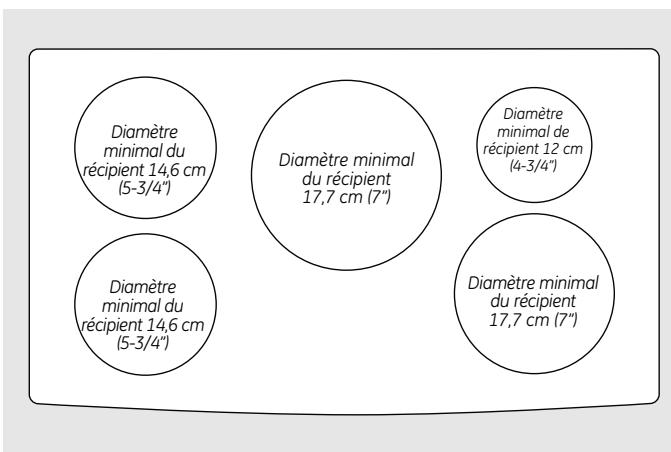 Diamètre
minimal du
récipient 14,6 cm
(5-3/4")
Diamètre minimal
du récipient
17,7 cm (7")
Diamètre
minimal de
récipient 12 cm
(4-3/4")
Diamètre
minimal du
récipient 14,6 cm
(5-3/4")
Diamètre minimal
du récipient
17,7 cm (7")